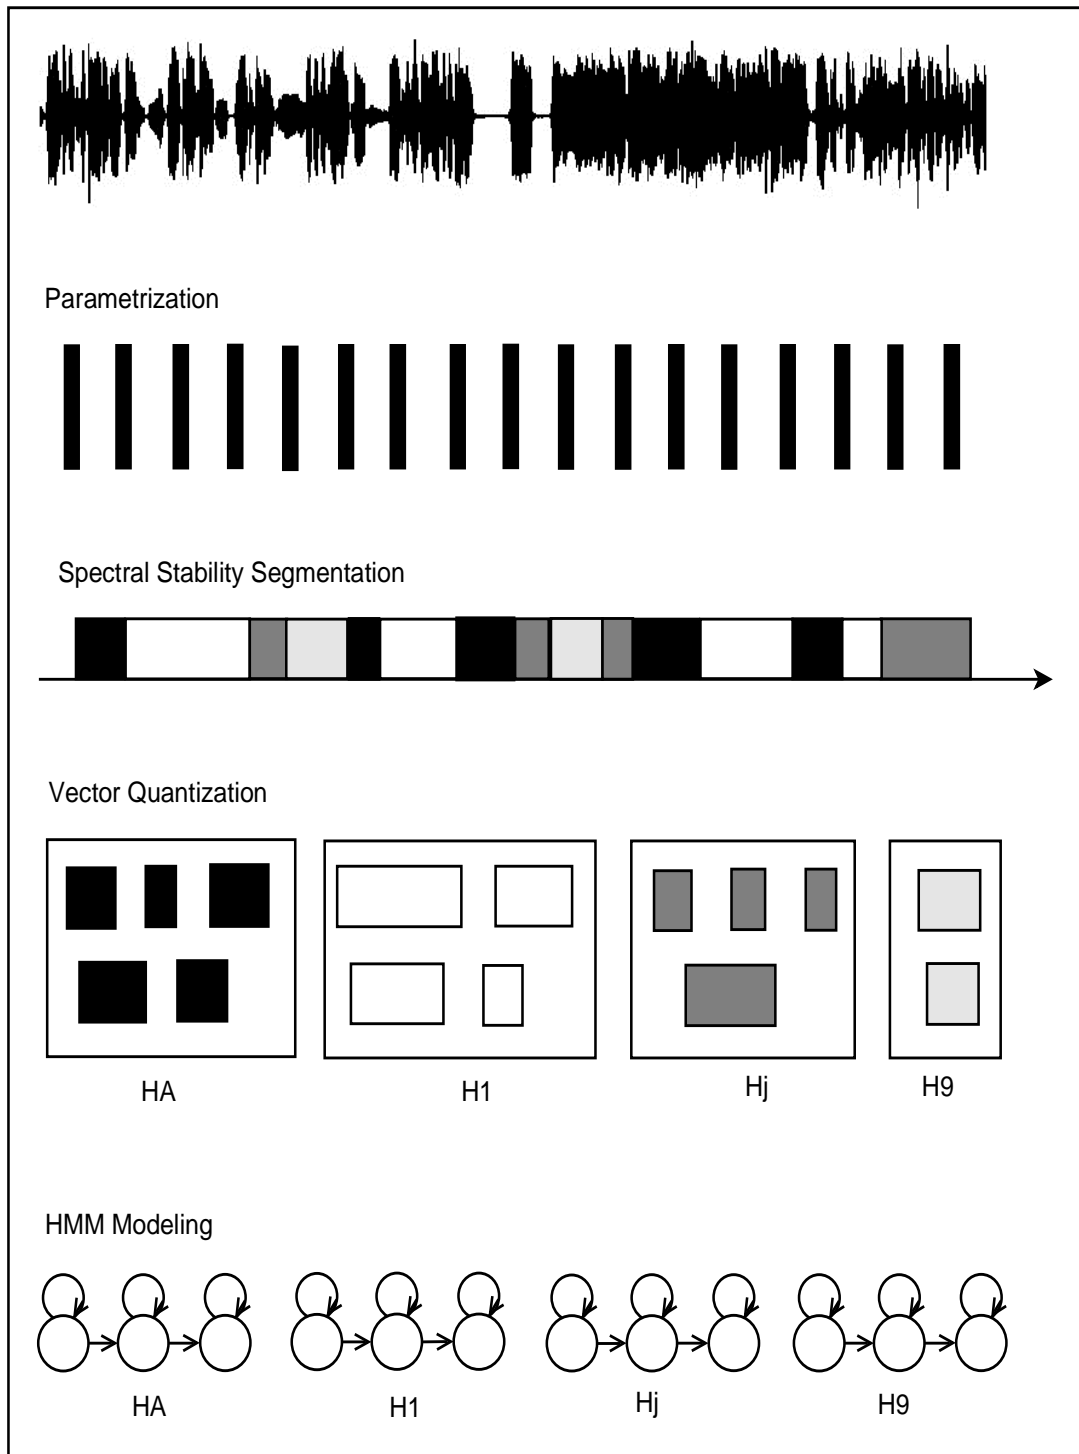 Parametrization
Spectral Stability Segmentation
Vector Quantization
HA H1 Hj H9
HMM Modeling
HA H1 Hj H9